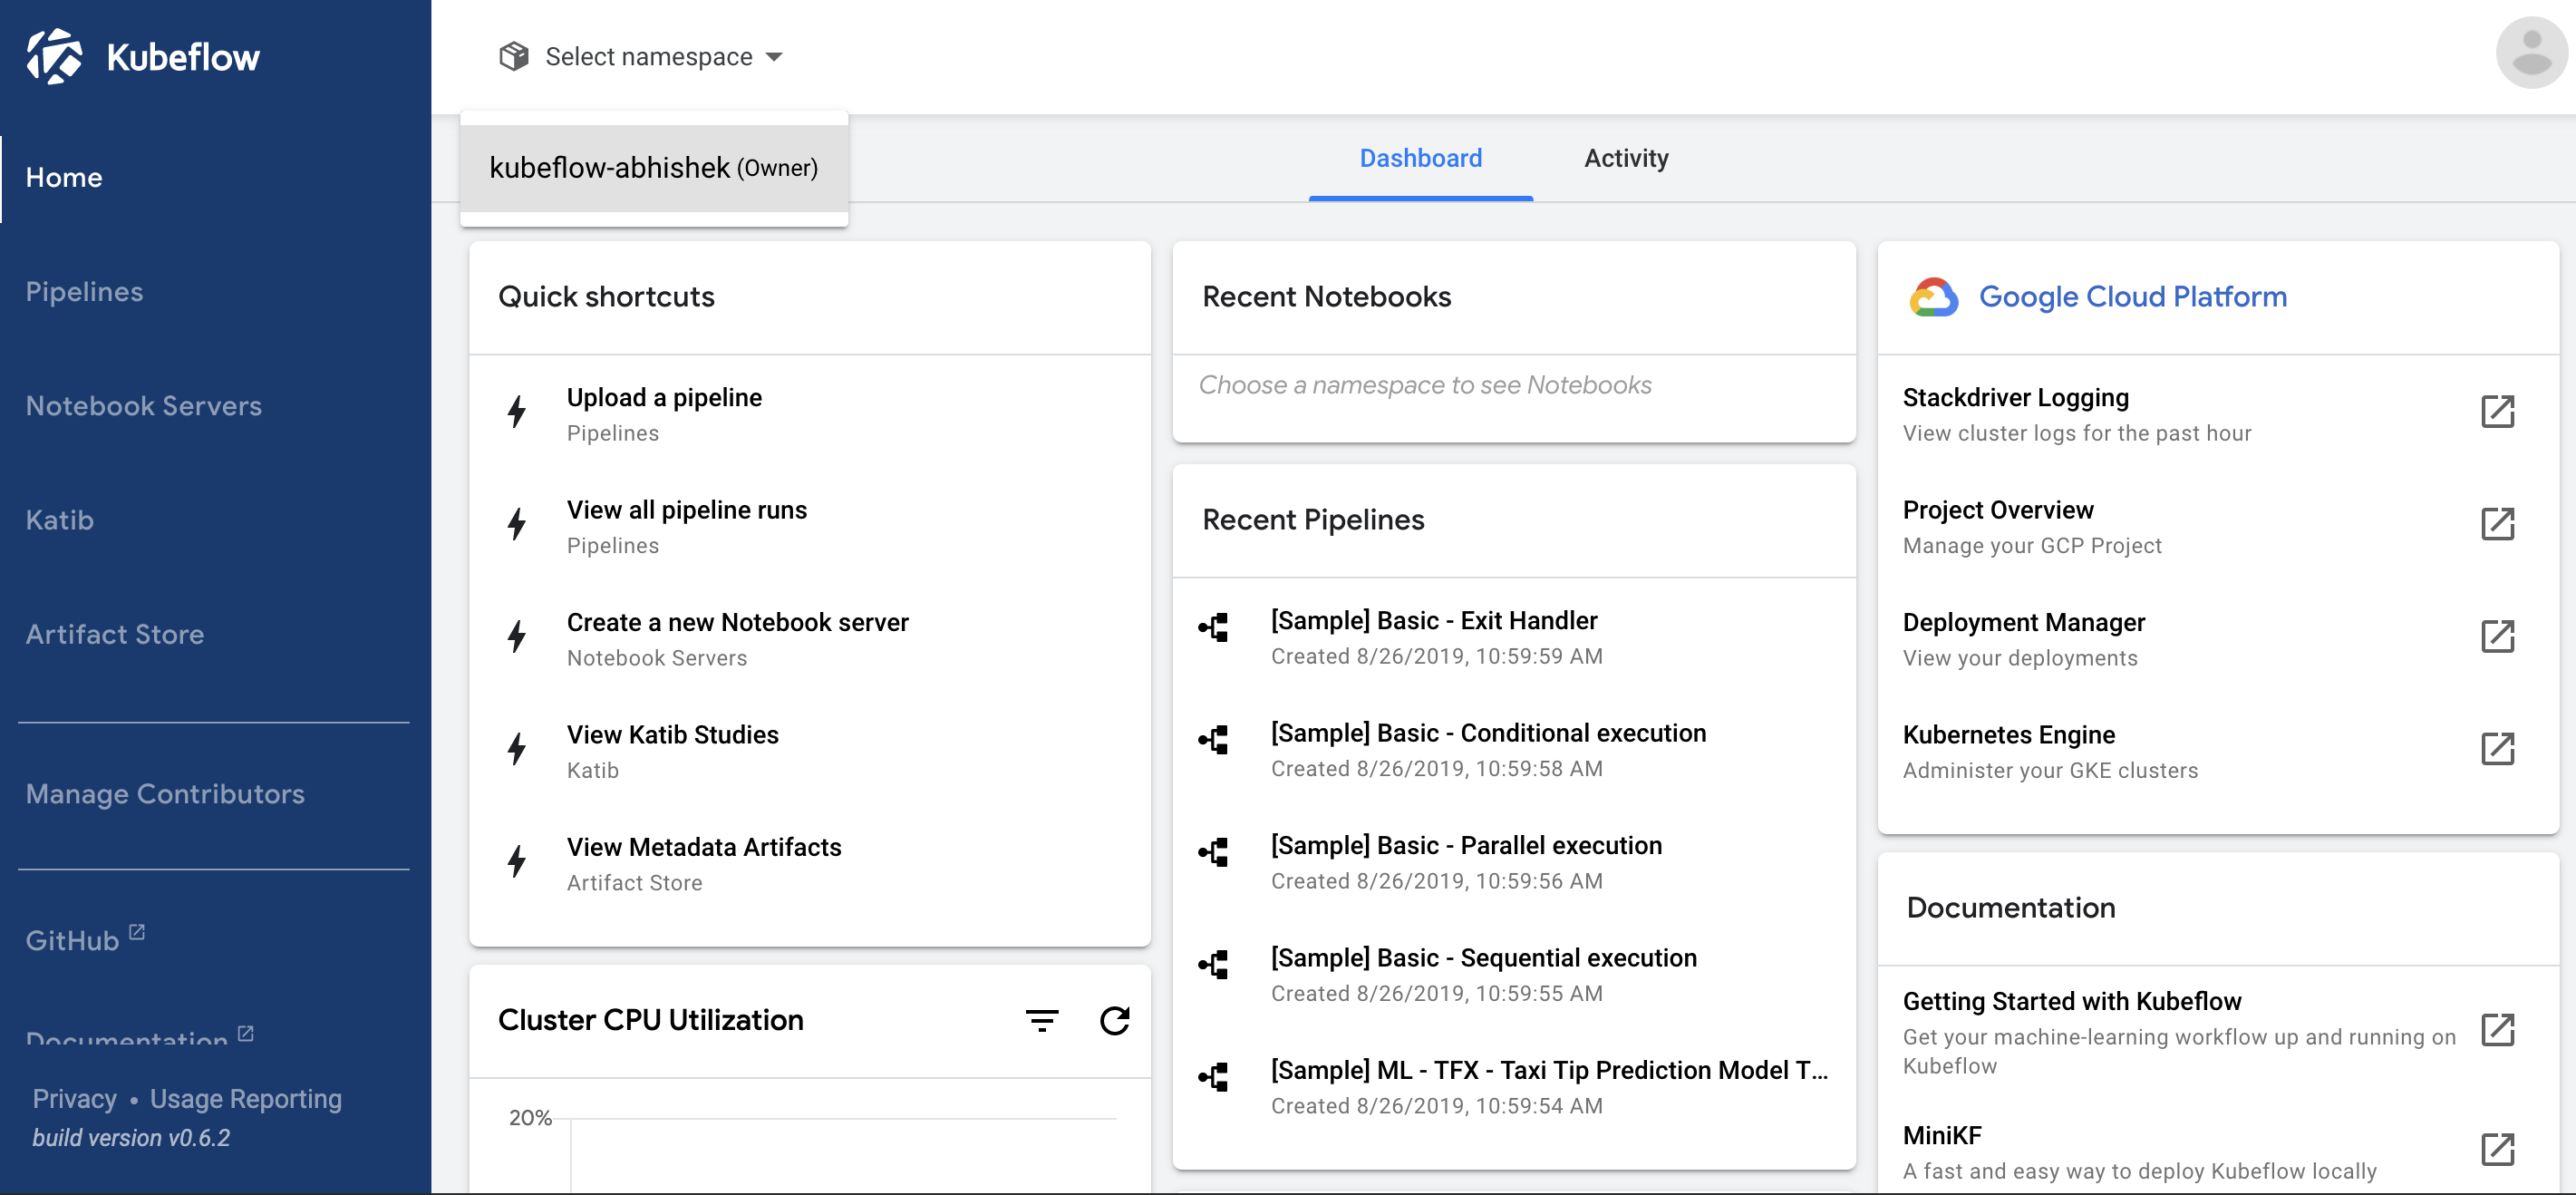 Kubeflow
Home
Pipelines
Notebook Servers
Katib
Artifact Store
Manage Contributors
GitHub
Documentation
Privacy • Usage Reporting
build version v0.6.2
Select namespace
kubeflow-abhishek (Owner)
Dashboard
Activity
Quick shortcuts
Upload a pipeline
Pipelines
View all pipeline runs
Pipelines
Create a new Notebook server
Notebook Servers
View Katib Studies
Katib
View Metadata Artifacts
Artifact Store
Cluster CPU Utilization
20%
Recent Notebooks
Choose a namespace to see Notebooks
Recent Pipelines
[Sample] Basic - Exit Handler
Created 8/26/2019, 10:59:59 AM
[Sample] Basic - Conditional execution
Created 8/26/2019, 10:59:58 AM
[Sample] Basic - Parallel execution
Created 8/26/2019, 10:59:56 AM
[Sample] Basic - Sequential execution
Created 8/26/2019, 10:59:55 AM
[Sample] ML - TFX - Taxi Tip Prediction Model T...
Created 8/26/2019, 10:59:54 AM
Google Cloud Platform
Stackdriver Logging
View cluster logs for the past hour
Project Overview
Manage your GCP Project
Deployment Manager
View your deployments
Kubernetes Engine
Administer your GKE clusters
Documentation
Getting Started with Kubeflow
Get your machine-learning workflow up and running on
Kubeflow
MiniKF
A fast and easy way to deploy Kubeflow locally